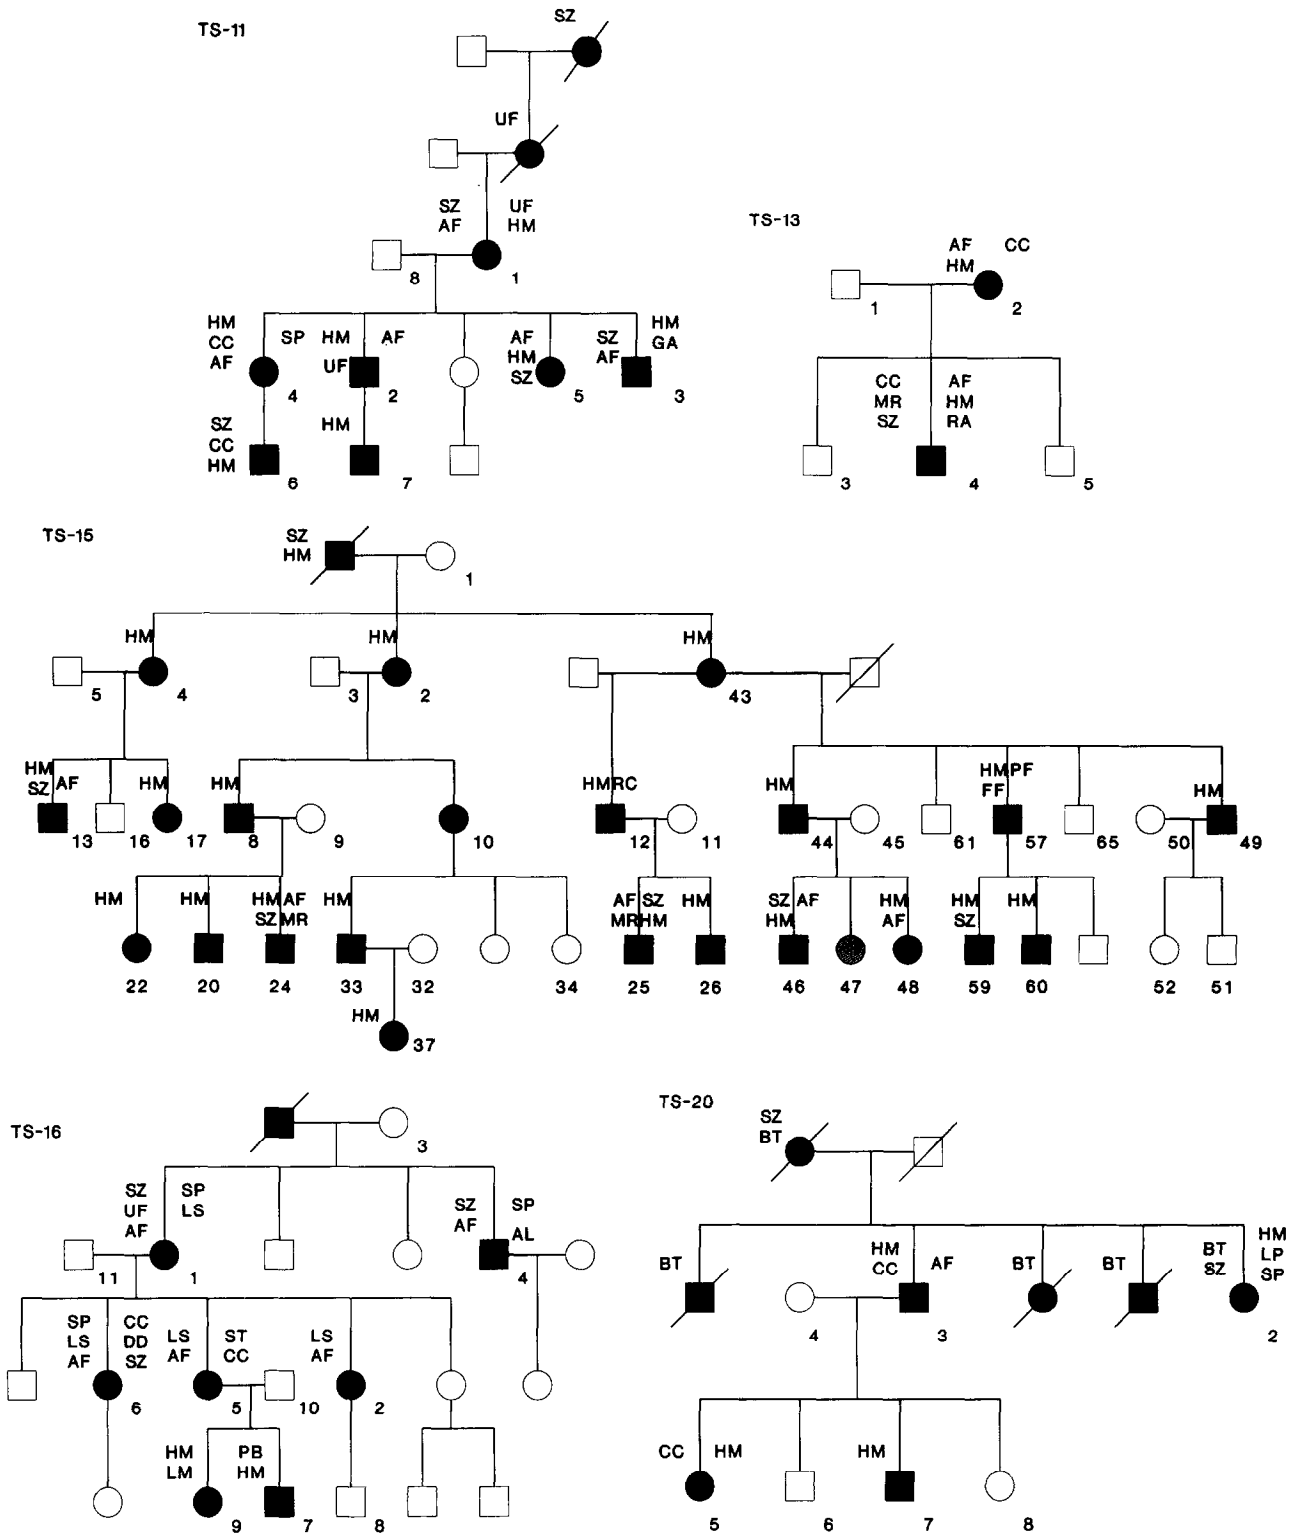 TS-11
SZ
UF
SZ UF
AF HM
8
1
HM
CC SP
AF
HM AF
UF
AF
HM
SZ
SZ HM
AF GA
4
2
5
3
SZ
CC
HM
HM
6
7
TS-13
AF CC
HM
1
2
CC AF
MR HM
SZ RA
3
4
5
TS-15
SZ
HM
1
HM
HM
HM
5
4
3
2
43
HM
SZ AF
HM
HM
HM RC
HM
HM PF
FF
HM
13
16
17
8
9
10
12
11
44
45
61
57
65
50
49
HM
HM
HM AF
SZ MR
HM
AF SZ
MR HM
HM
SZ AF
HM
HM
AF
HM
SZ
HM
22
20
24
33
32
34
25
26
46
47
48
59
60
52
51
HM
37
TS-16
3
SZ SP
UF LS
AF
SZ SP
AF AL
11
1
4
SP CC
LS DD
AF SZ
LS ST
AF CC
LS
AF
6
5
10
2
HM
LM
PB
HM
9
7
8
TS-20
SZ
BT
BT
HM
CC AF
BT
BT
BT HM
SZ LP
SP
4
3
2
CC HM
HM
5
6
7
8